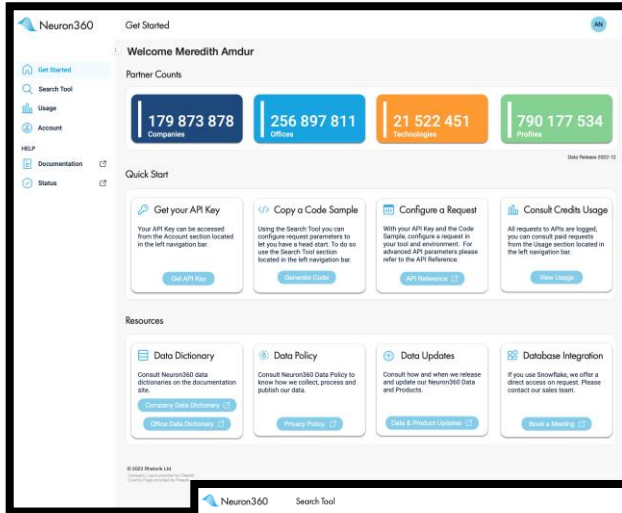 Neuron360
Get Started
AN
Get Started
Search Tool
Usage
Account
HELP
Documentation
Status
Welcome Meredith Amdur
Partner Counts
179 873 878
Companies
256 897 811
Offices
21 522 451
Technologies
790 177 534
Profiles
Data Release 2022-12
Quick Start
Get your API Key
Your API Key can be accessed
from the Account section located
in the left navigation bar.
Get API Key
Copy a Code Sample
Using the Search Tool you can
configure request parameters to
let you have a head start. To do so
use the Search Tool section
located in the left navigation bar.
Generate Code
Configure a Request
With your API Key and the Code
Sample, configure a request in
your tool and environment. For
advanced API parameters please
refer to the API Reference.
API Reference
Consult Credits Usage
All requests to APIs are logged,
you can consult paid requests
from the Usage section located in
the left navigation bar.
View Usage
Resources
Data Dictionary
Consult Neuron360 data
dictionaries on the documentation
site.
Company Data Dictionary
Office Data Dictionary
Data Policy
Consult Neuron360 Data Policy to
know how we collect, process and
publish our data.
Privacy Policy
Data Updates
Consult how and when we release
and update our Neuron360 Data
and Products.
Data & Product Updates
Database Integration
If you use Snowflake, we offer a
direct access on request. Please
contact our sales team.
Book a Meeting
© 2023 Rhetorik Ltd
Company Logos provided by
Country Flags provided by
Neuron360
Search Tool